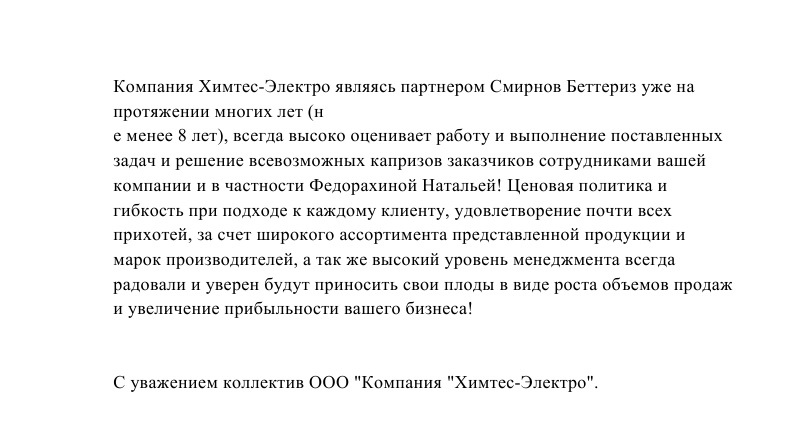 Компания Химтес-Электро являясь партнером Смирнов Беттериз уже на
протяжении многих лет (н
е менее 8 лет), всегда высоко оценивает работу и выполнение поставленных
задач и решение всевозможных капризов заказчиков сотрудниками вашей
компании и в частности Федорахиной Натальей! Ценовая политика и
гибкость при подходе к каждому клиенту, удовлетворение почти всех
прихотей, за счет широкого ассортимента представленной продукции и
марок производителей, а так же высокий уровень менеджмента всегда
радовали и уверен будут приносить свои плоды в виде роста объемов продаж
и увеличение прибыльности вашего бизнеса!
С уважением коллектив ООО "Компания "Химтес-Электро".